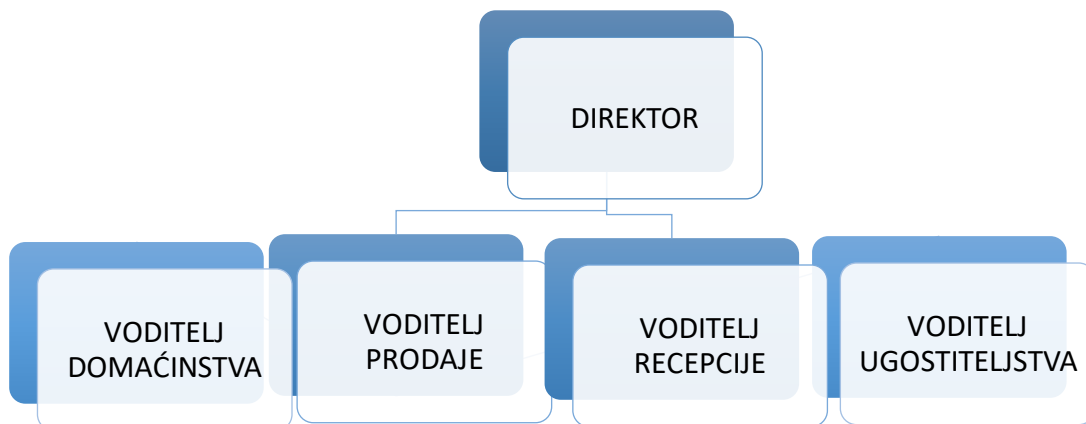 DIREKTOR
VODITELJ
DOMAĆINSTVA
VODITELJ
PRODAJE
VODITELJ
RECEPCIJE
VODITELJ
UGOSTITELJSTVA